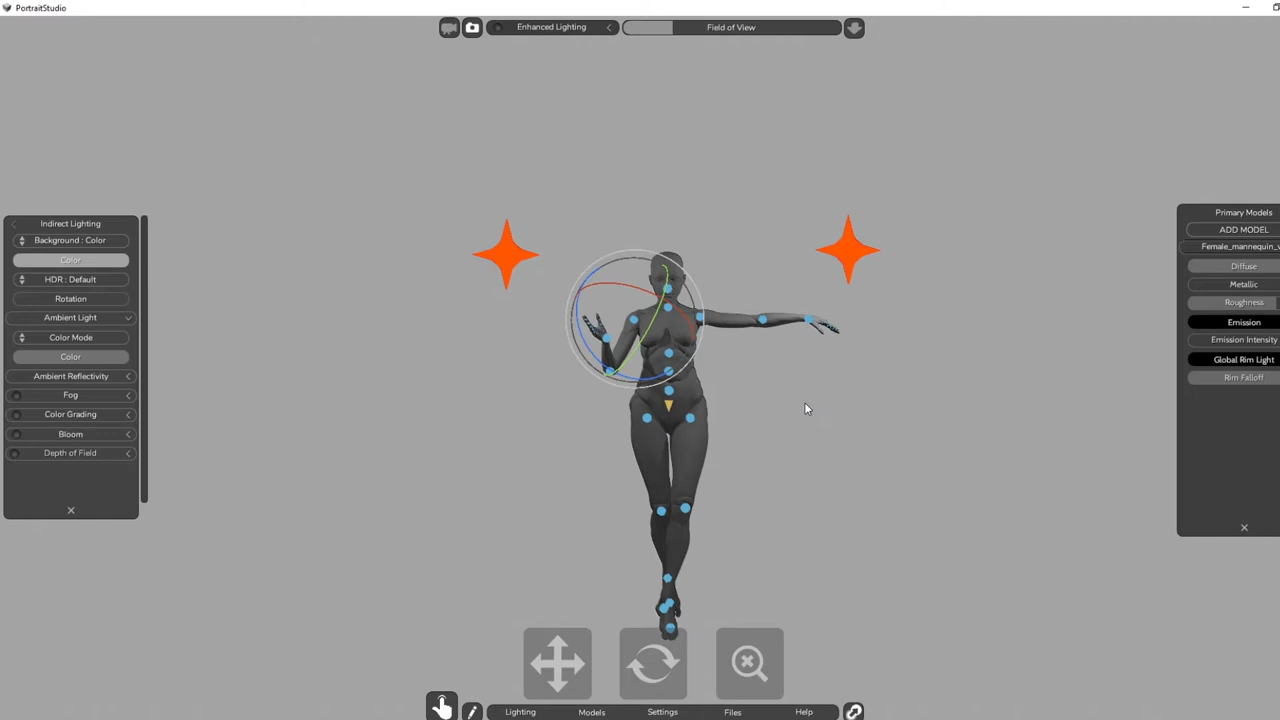 PortraitStudio
Enhanced Lighting
Field of View
Indirect Lighting
Background : Color
Color
HDR : Default
Rotation
Ambient Light
Color Mode
Color
Ambient Reflectivity
Fog
Color Grading
Bloom
Depth of Field
Primary Models
ADD MODEL
Female_mannequin_v
Diffuse
Metallic
Roughness
Emission
Emission Intensity
Global Rim Light
Rim Falloff
Lighting
Models
Settings
Files
Help